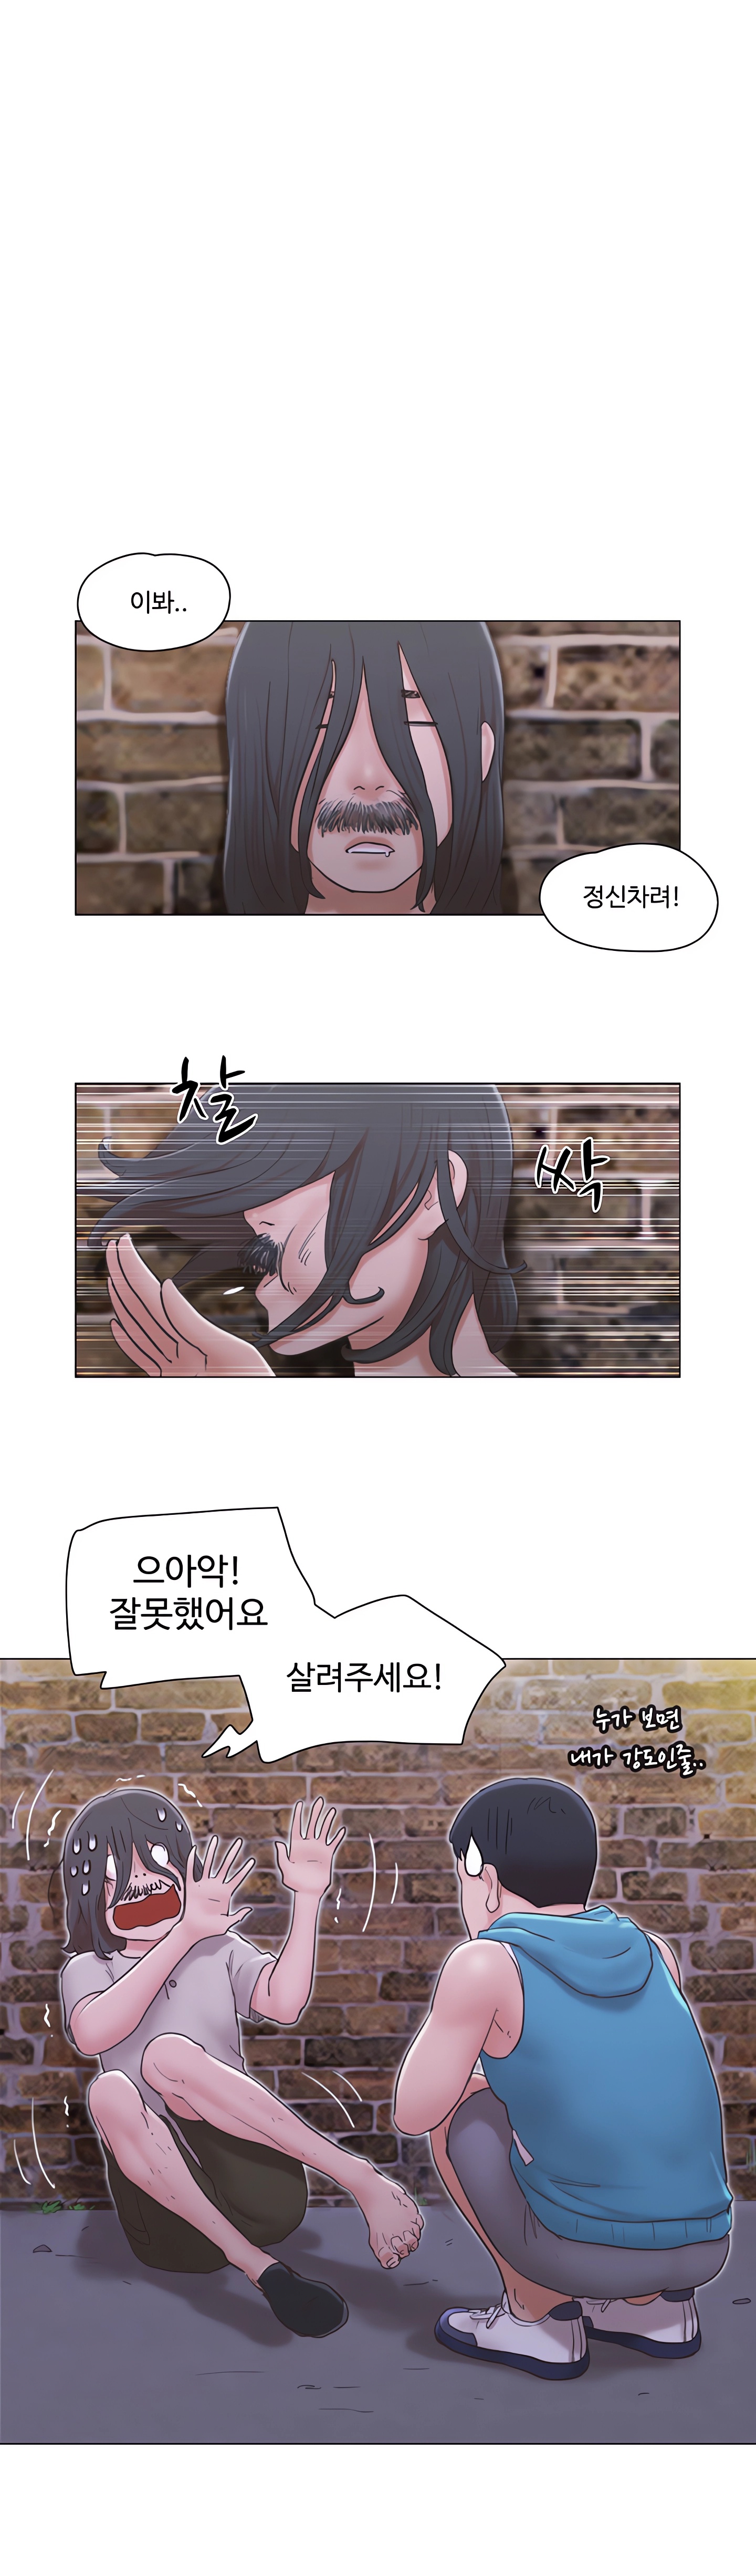 이봐..
정신차려!
찰
싹
으아악!
잘못했어요
살려주세요!
누가 보면
내가 강도인줄..